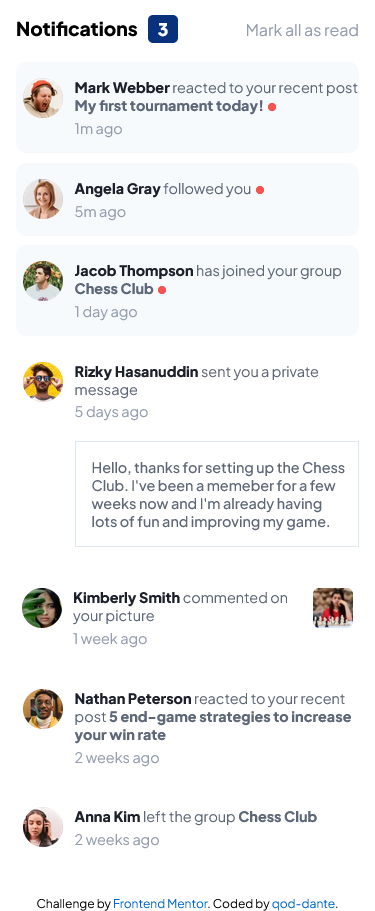 Notifications 3 Mark all as read
Mark Webber reacted to your recent post
My first tournament today!
1m ago
Angela Gray followed you
5m ago
Jacob Thompson has joined your group
Chess Club
1 day ago
Rizky Hasanuddin sent you a private
message
5 days ago
Hello, thanks for setting up the Chess
Club. I've been a memeber for a few
weeks now and I'm already having
lots of fun and improving my game.
Kimberly Smith commented on
your picture
1 week ago
Nathan Peterson reacted to your recent
post 5 end-game strategies to increase
your win rate
2 weeks ago
Anna Kim left the group Chess Club
2 weeks ago
Challenge by Frontend Mentor. Coded by qod-dante.